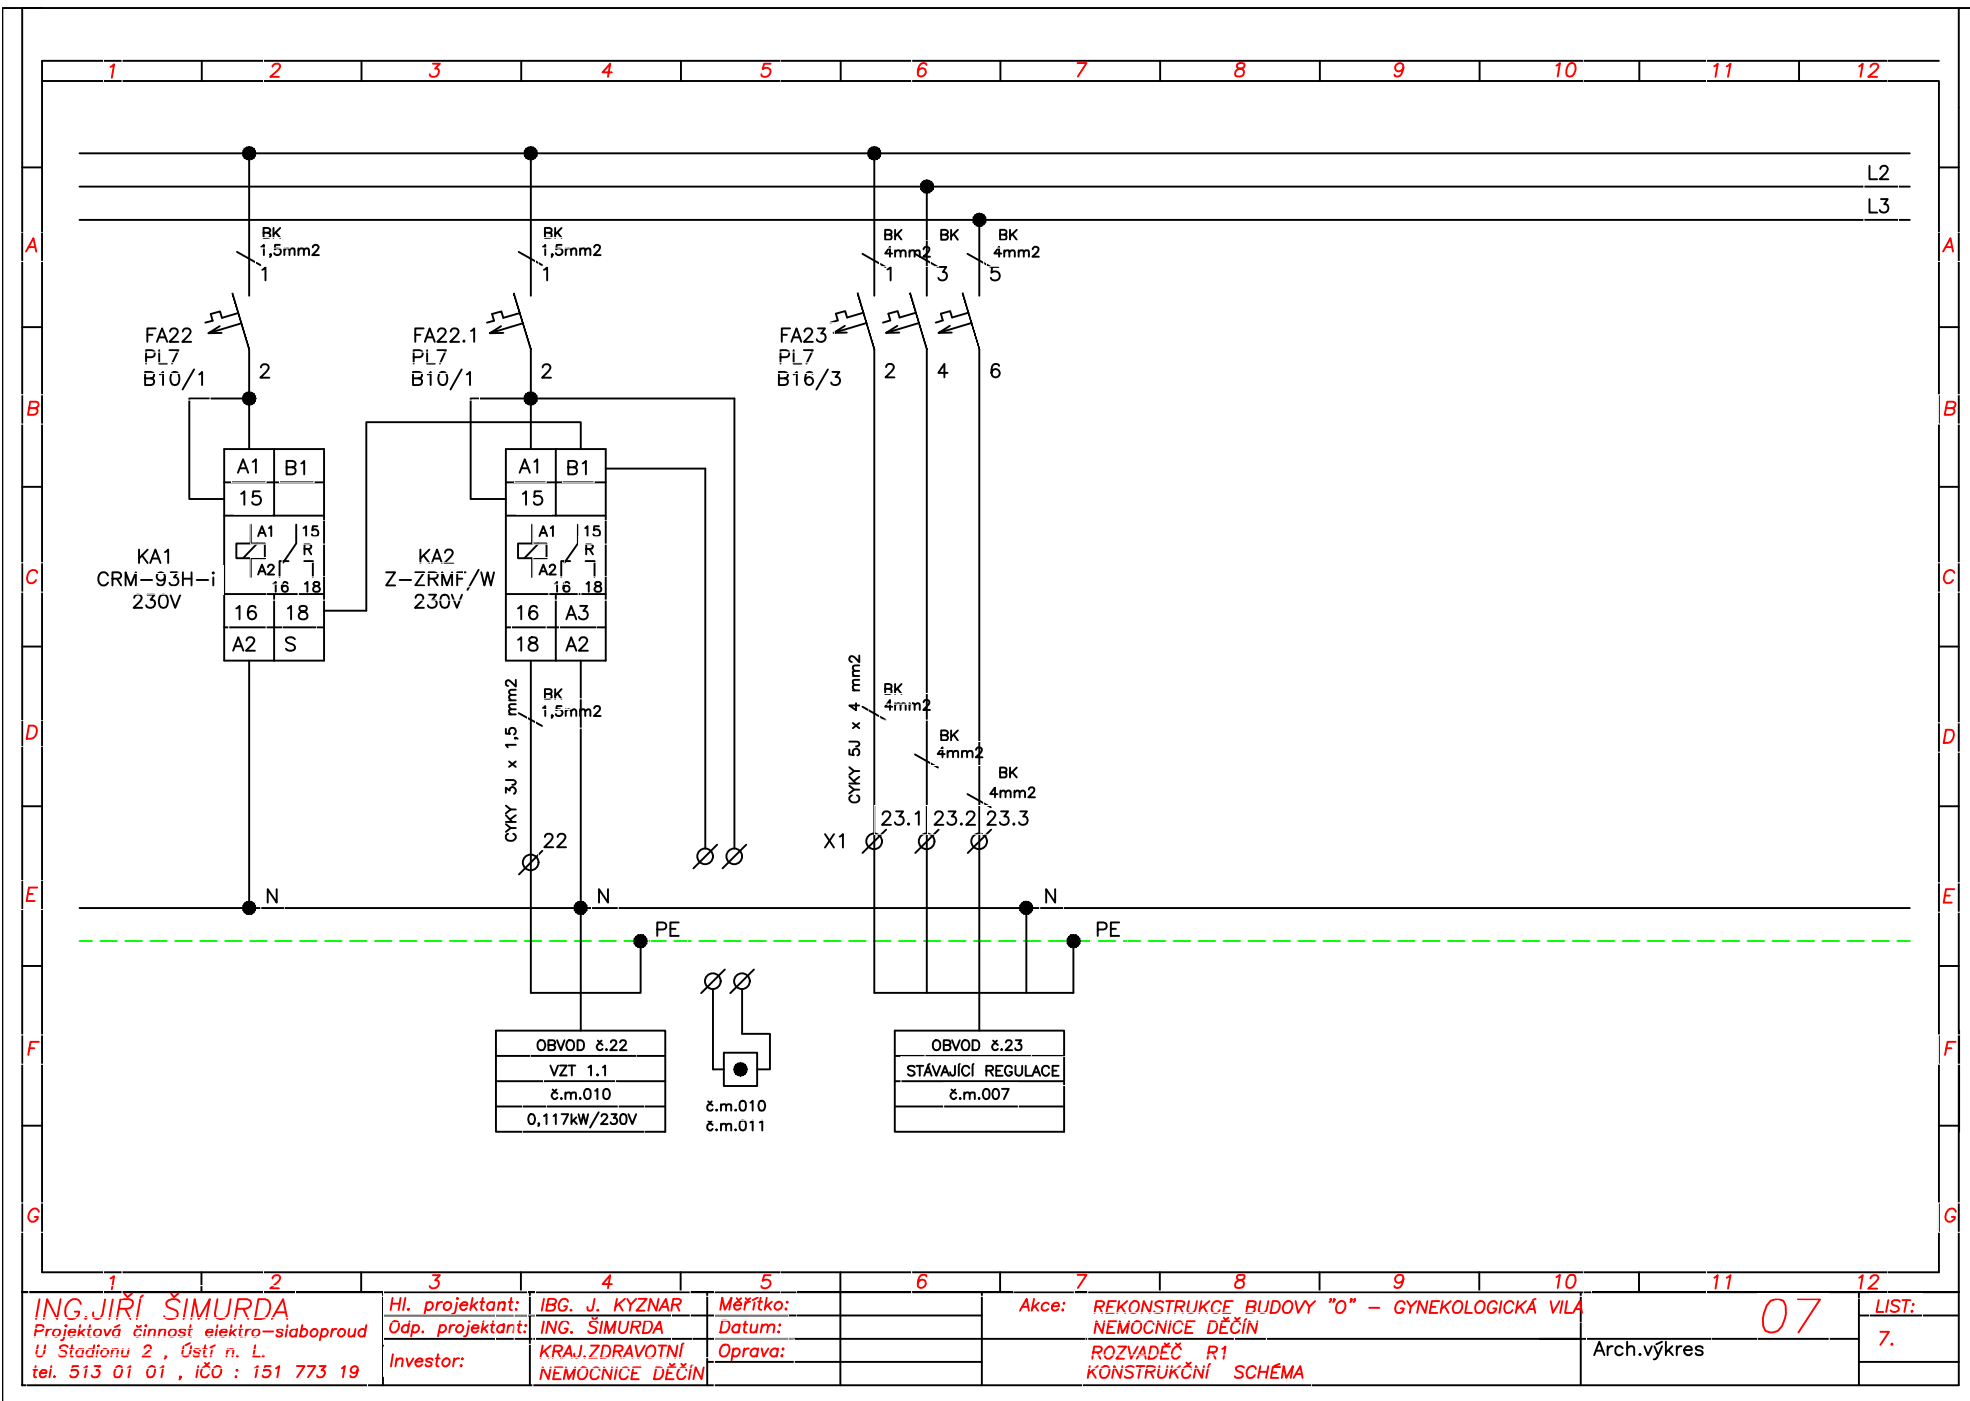 1 2 3 4 5 6 7 8 9 10 11 12
L2
L3
A
BK
1,5mm2
1
BK
1,5mm2
1
BK
4mm2
1
BK
3
BK
4mm2
5
A
FA22
PL7
B10/1
2
FA22.1
PL7
B10/1
2
FA23
PL7
B16/3
2 4 6
B
B
A1 B1
15
A1 15
R
A2
16 18
16 18
A2 S
KA1
CRM-93H-i
230V
A1 B1
15
A1 15
R
A2
16 18
16 A3
18 A2
KA2
Z-ZRMF/W
230V
C
C
CYKY 3J x 1,5 mm2
BK
1,5mm2
CYKY 5J x 4 mm2
BK
4mm2
BK
4mm2
BK
4mm2
D
D
22
X1
23.1 23.2 23.3
E
N
N
N
E
PE
PE
F
OBVOD č.22
VZT 1.1
č.m.010
0,117kW/230V
č.m.010
č.m.011
OBVOD č.23
STÁVAJÍCÍ REGULACE
č.m.007
F
G
G
1 2 3 4 5 6 7 8 9 10 11 12
ING.JIŘÍ ŠIMURDA
Projektová činnost elektro-slaboproud
U Stadionu 2 , Ústí n. L.
tel. 513 01 01 , IČO : 151 773 19
Hl. projektant: IBG. J. KYZNAR
Odp. projektant: ING. ŠIMURDA
Investor: KRAJ.ZDRAVOTNÍ
NEMOCNICE DĚČÍN
Měřítko:
Datum:
Oprava:
Akce: REKONSTRUKCE BUDOVY "O" - GYNEKOLOGICKÁ VILA
NEMOCNICE DĚČÍN
ROZVADĚČ R1
KONSTRUKČNÍ SCHÉMA
07
Arch.výkres
LIST:
7.